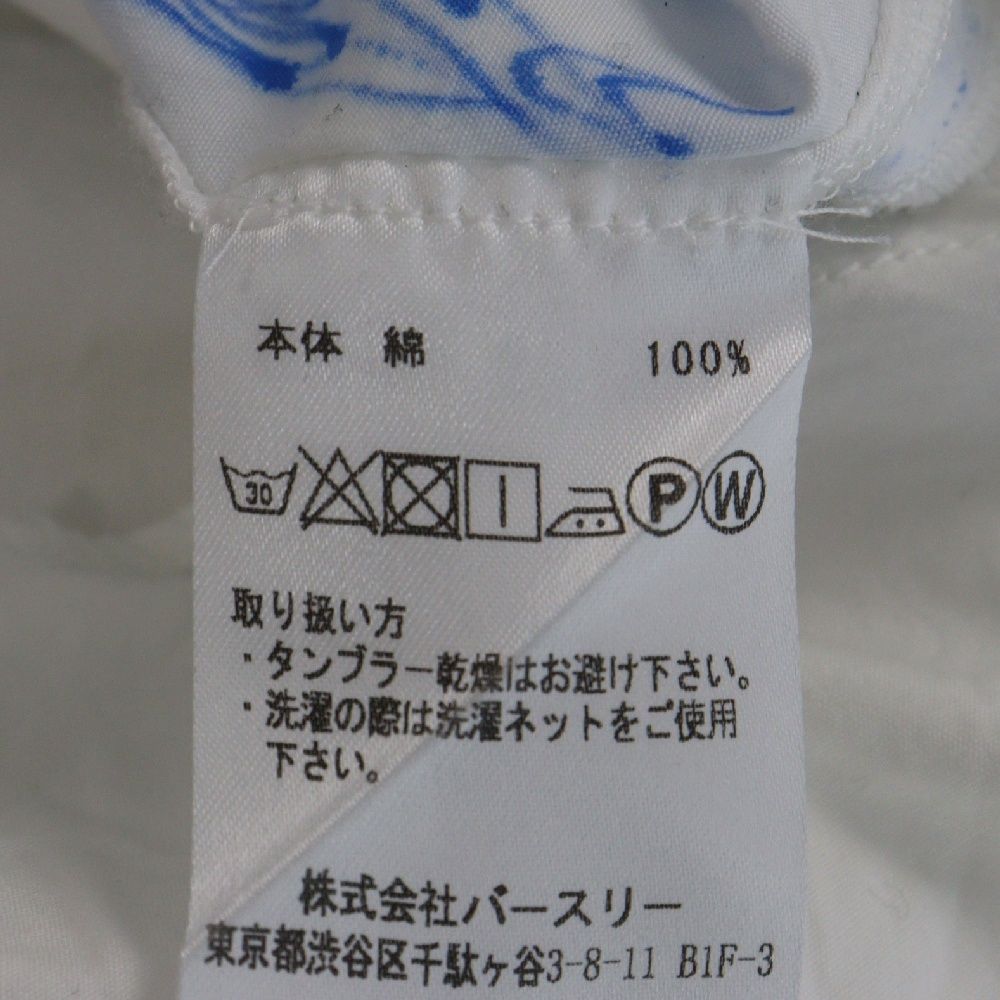 本体 綿 100%
30 P W
取り扱い方
・タンブラー乾燥はお避け下さい。
・洗濯の際は洗濯ネットをご使用
下さい。
株式会社バースリー
東京都渋谷区千駄ヶ谷3-8-11 B1F-3